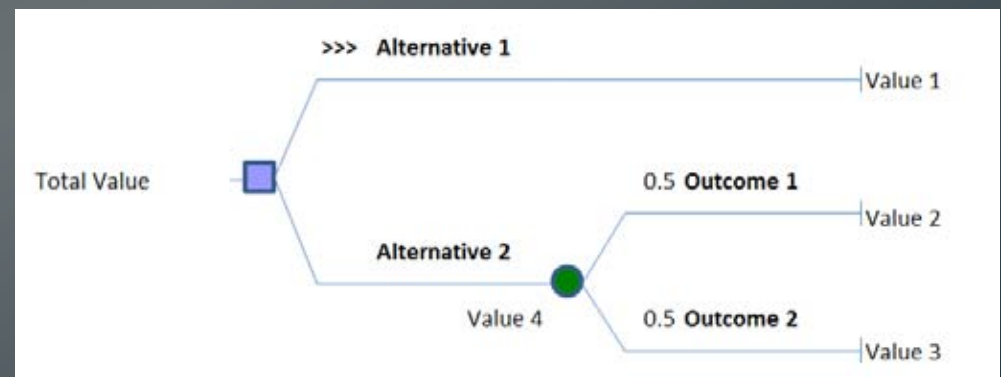 >>> Alternative 1
Value 1
Total Value
0.5 Outcome 1
Value 2
Alternative 2
Value 4
0.5 Outcome 2
Value 3